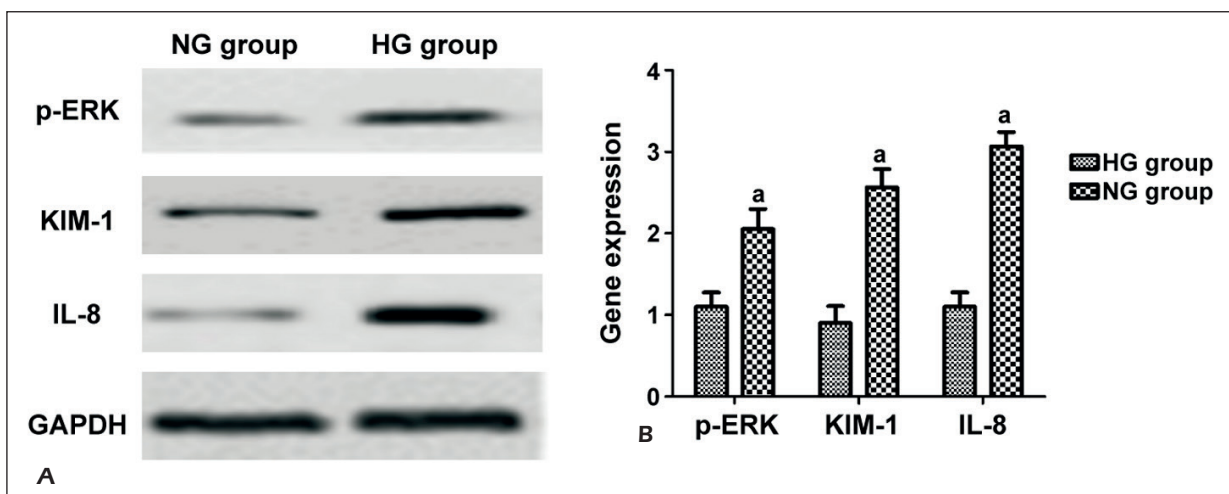 NG group HG group
p-ERK
KIM-1
IL-8
GAPDH
A
Gene expression
4
3
2
1
0
a
a
a
p-ERK KIM-1 IL-8
HG group
NG group
B